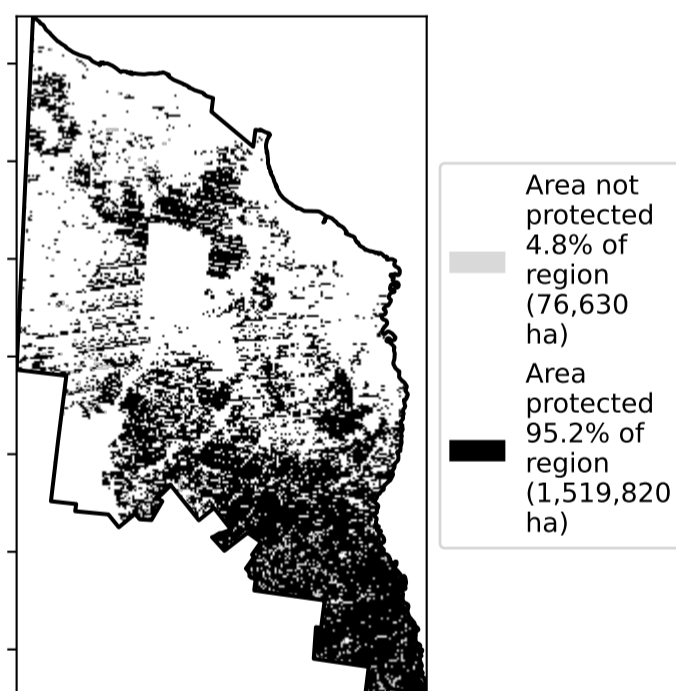 Area not
protected
4.8% of
region
(76,630
ha)
Area
protected
95.2% of
region
(1,519,820
ha)